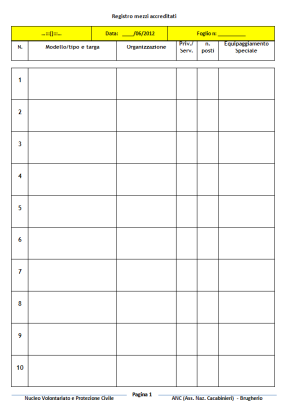 Registro mezzi accreditati
...::[]::... Data: ____/06/2012 Foglio n: ________
N. Modello/tipo e targa Organizzazione Priv./ Serv. n. posti Equipaggiamento Speciale
1
2
3
4
5
6
7
8
9
10
Pagina 1
Nucleo Volontariato e Protezione Civile ANC (Ass. Naz. Cacabinieri) - Brugherio